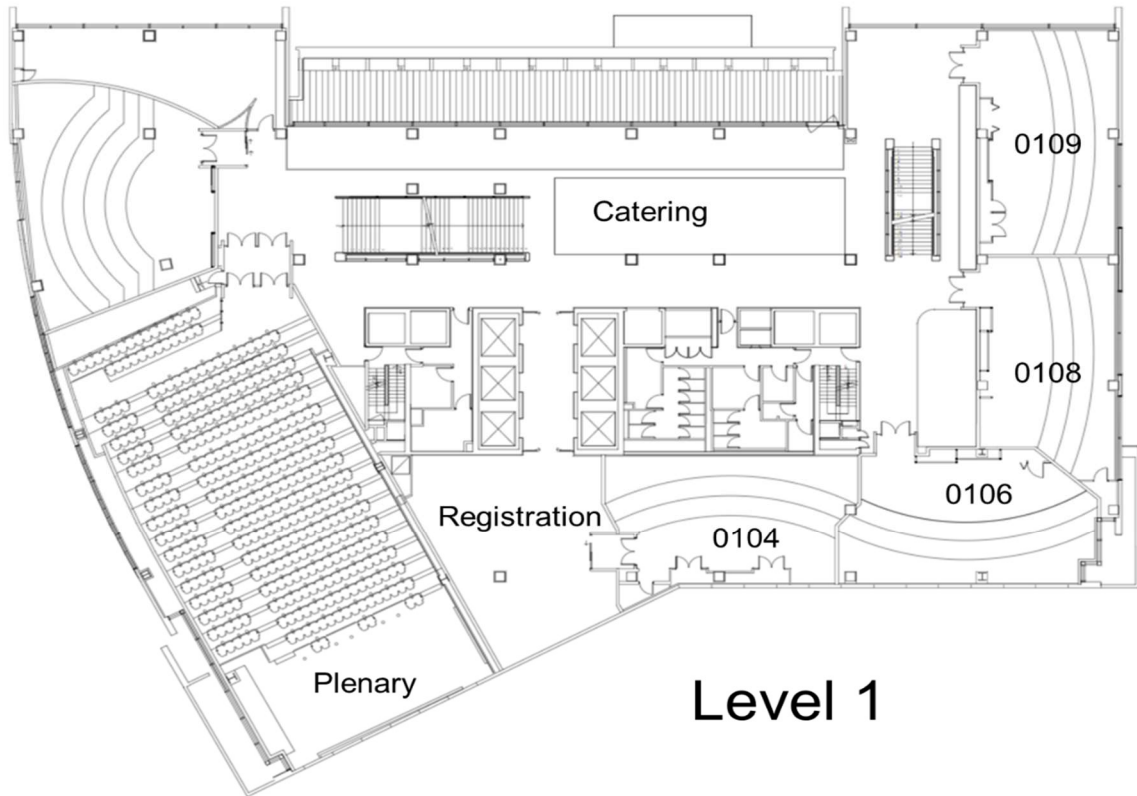 0109
Catering
0108
0106
Registration
0104
Plenary
Level 1